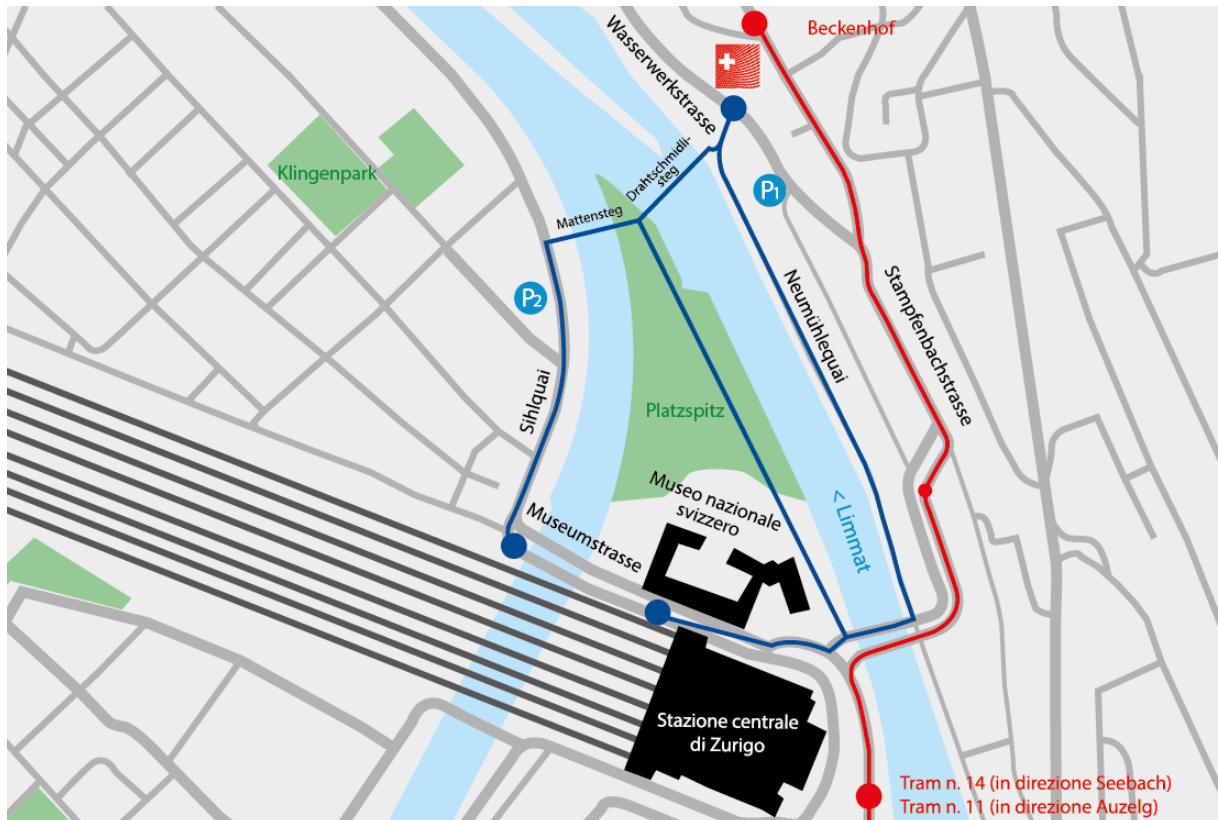 Beckenhof
Wasserwerkstrasse
Drahtschmidli-
steg
Klingenpark
Mattensteg
P1
P2
Neumühlequai
Stampfenbachstrasse
Sihlquai
Platzspitz
Museo nazionale
svizzero
< Limmat
Museumstrasse
Stazione centrale
di Zurigo
Tram n. 14 (in direzione Seebach)
Tram n. 11 (in direzione Auzelg)